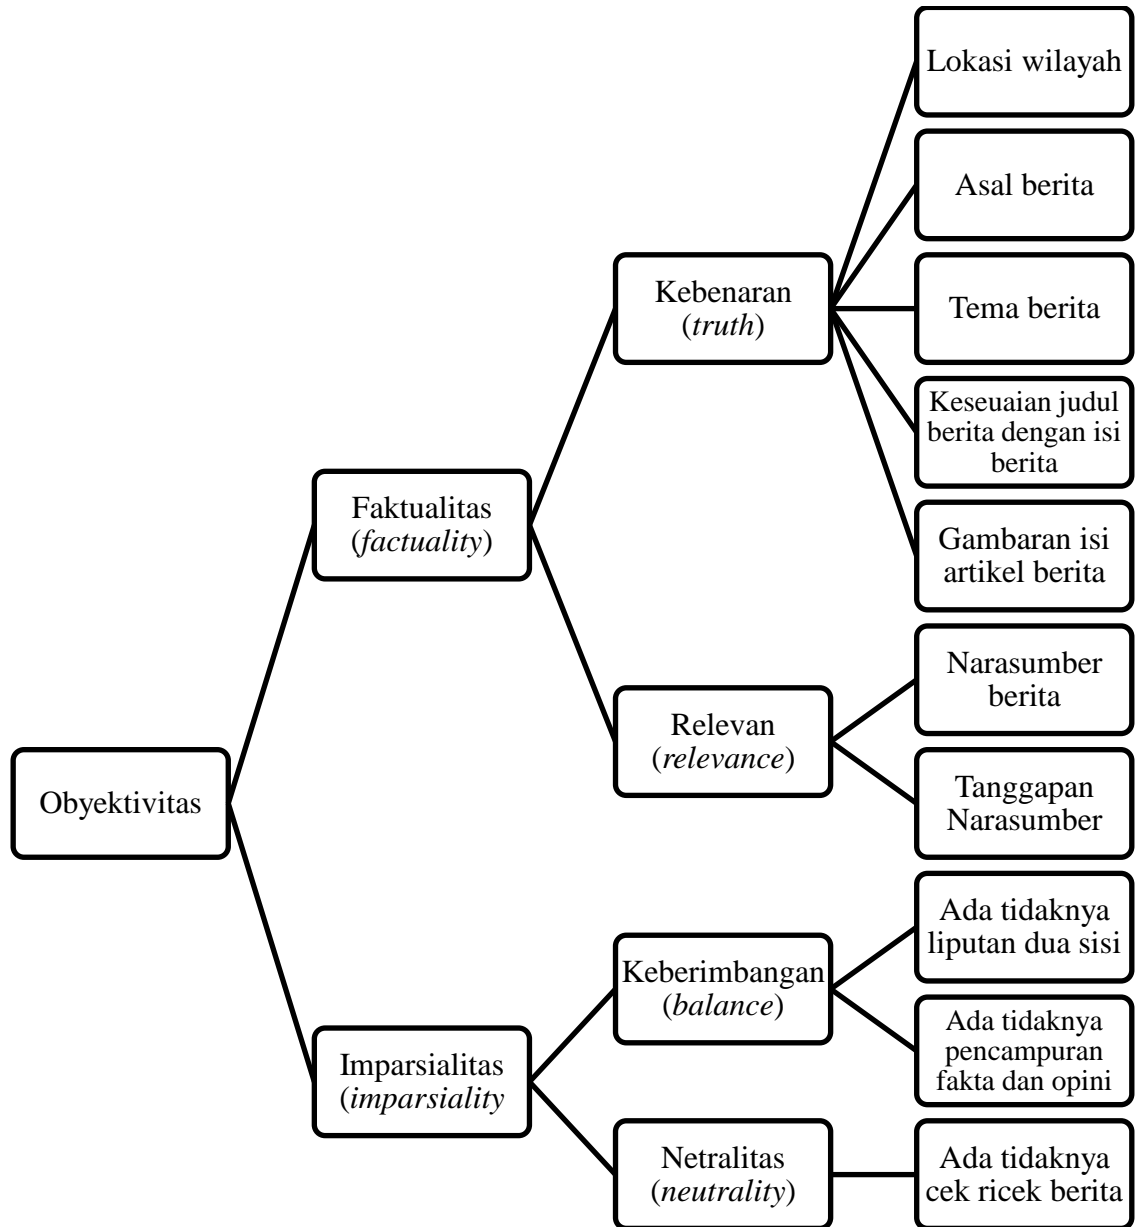 Lokasi wilayah
Asal berita
Tema berita
Kebenaran
(truth)
Keseuaian judul
berita dengan isi
berita
Gambaran isi
artikel berita
Faktualitas
(factuality)
Narasumber
berita
Relevan
(relevance)
Tanggapan
Narasumber
Obyektivitas
Ada tidaknya
liputan dua sisi
Keberimbangan
(balance)
Ada tidaknya
pencampuran
fakta dan opini
Imparsialitas
(imparsiality
Netralitas
(neutrality)
Ada tidaknya
cek ricek berita